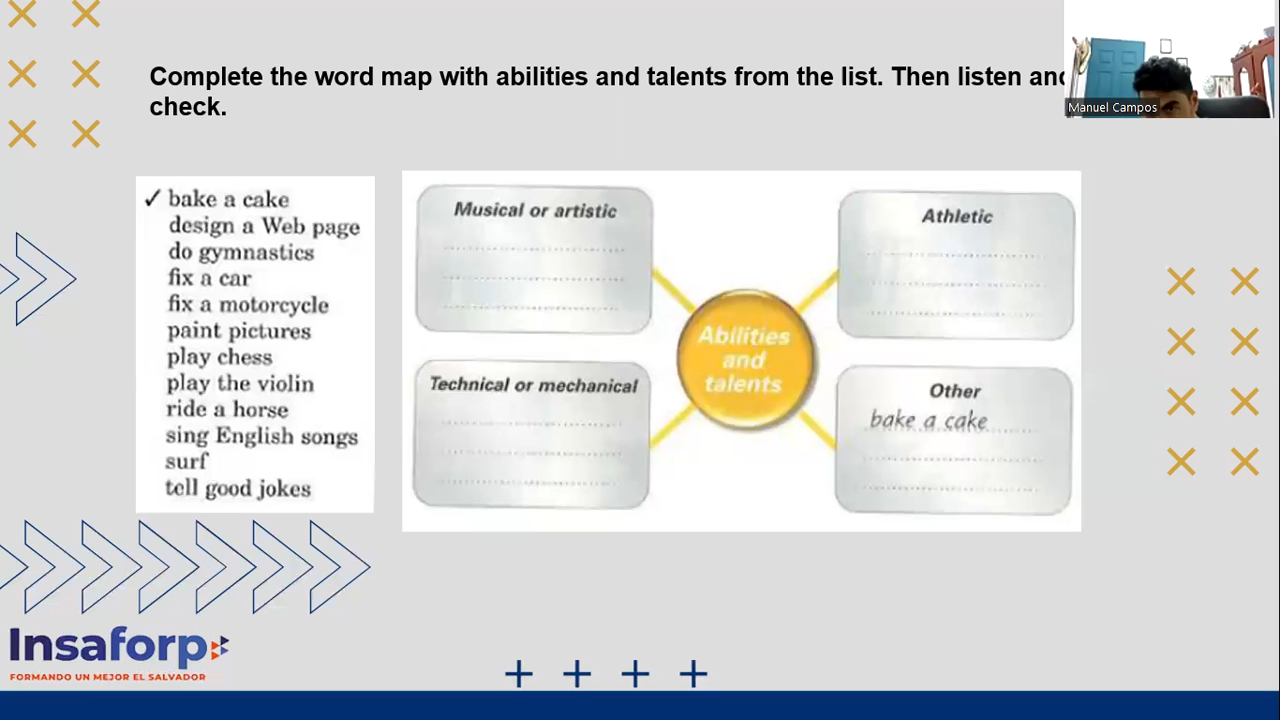 Complete the word map with abilities and talents from the list. Then listen and
check.
Manuel Campos
✓ bake a cake
design a Web page
do gymnastics
fix a car
fix a motorcycle
paint pictures
play chess
play the violin
ride a horse
sing English songs
surf
tell good jokes
Musical or artistic
Athletic
Abilities
and
talents
Technical or mechanical
Other
bake a cake
Insaforp
FORMANDO UN MEJOR EL SALVADOR